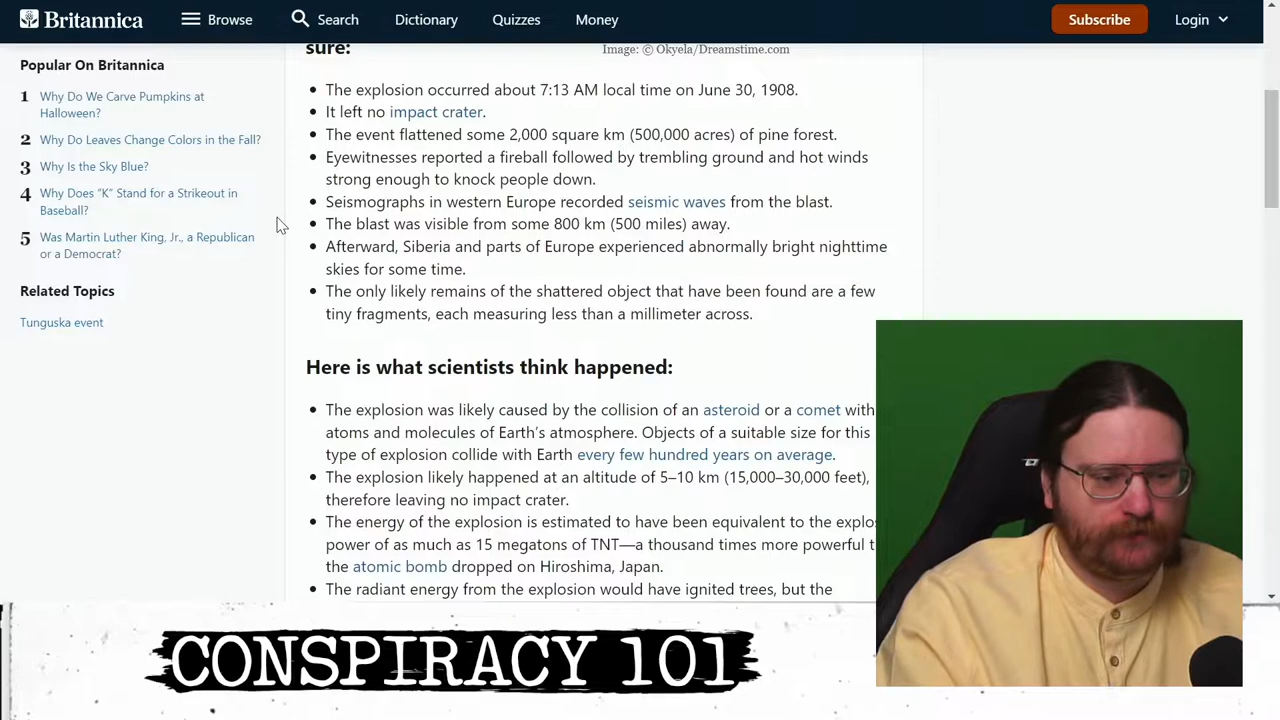 Britannica
Browse
Search
Dictionary
Quizzes
Money
Subscribe
Login
Popular On Britannica
1 Why Do We Carve Pumpkins at
Halloween?
2 Why Do Leaves Change Colors in the Fall?
3 Why Is the Sky Blue?
4 Why Does “K” Stand for a Strikeout in
Baseball?
5 Was Martin Luther King, Jr., a Republican
or a Democrat?
Related Topics
Tunguska event
sure:
Image: © Okyela/Dreamstime.com
The explosion occurred about 7:13 AM local time on June 30, 1908.
It left no impact crater.
The event flattened some 2,000 square km (500,000 acres) of pine forest.
Eyewitnesses reported a fireball followed by trembling ground and hot winds
strong enough to knock people down.
Seismographs in western Europe recorded seismic waves from the blast.
The blast was visible from some 800 km (500 miles) away.
Afterward, Siberia and parts of Europe experienced abnormally bright nighttime
skies for some time.
The only likely remains of the shattered object that have been found are a few
tiny fragments, each measuring less than a millimeter across.
Here is what scientists think happened:
The explosion was likely caused by the collision of an asteroid or a comet with
atoms and molecules of Earth’s atmosphere. Objects of a suitable size for this
type of explosion collide with Earth every few hundred years on average.
The explosion likely happened at an altitude of 5–10 km (15,000–30,000 feet),
therefore leaving no impact crater.
The energy of the explosion is estimated to have been equivalent to the explo
power of as much as 15 megatons of TNT—a thousand times more powerful t
the atomic bomb dropped on Hiroshima, Japan.
The radiant energy from the explosion would have ignited trees, but the
CONSPIRACY 101